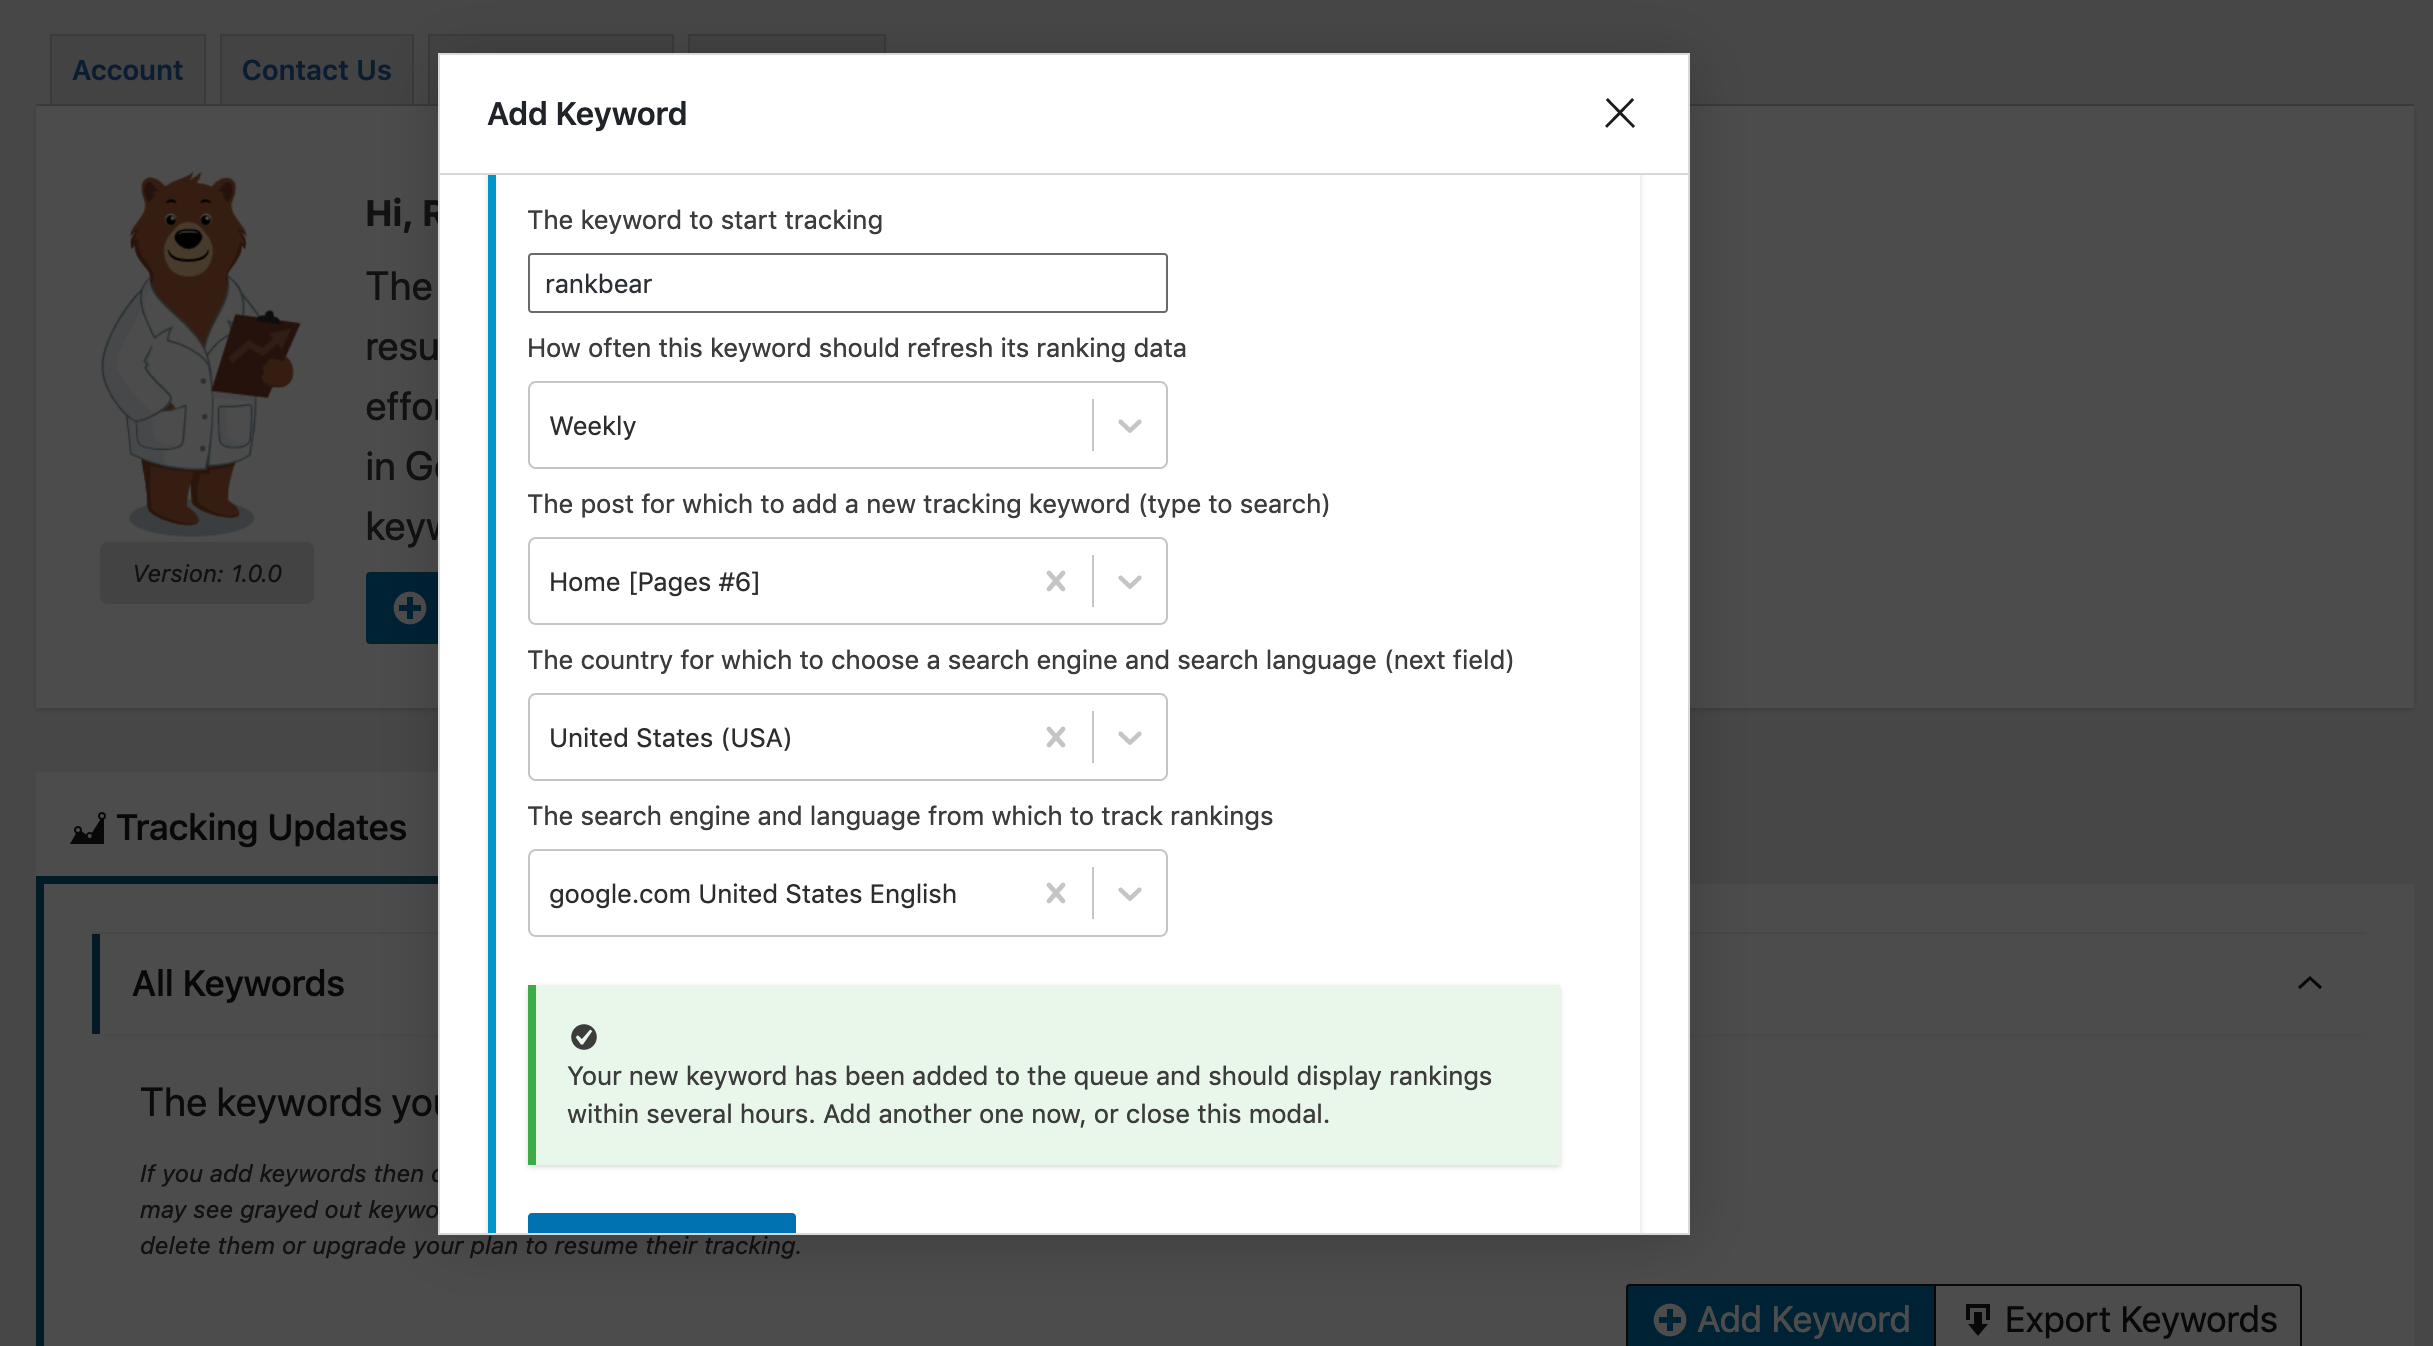 Account
Contact Us
Add Keyword
Hi,
The
in
Version: 1.0.0
The keyword to start tracking
rankbear
How often this keyword should refresh its ranking data
Weekly
The post for which to add a new tracking keyword (type to search)
Home [Pages #6]
The country for which to choose a search engine and search language (next field)
United States (USA)
The search engine and language from which to track rankings
google.com United States English
Your new keyword has been added to the queue and should display rankings
within several hours. Add another one now, or close this modal.
Tracking Updates
All Keywords
The keywords
If you add keywords then
may see grayed out
delete them or upgrade your plan to resume their tracking.
Add Keyword
Export Keywords